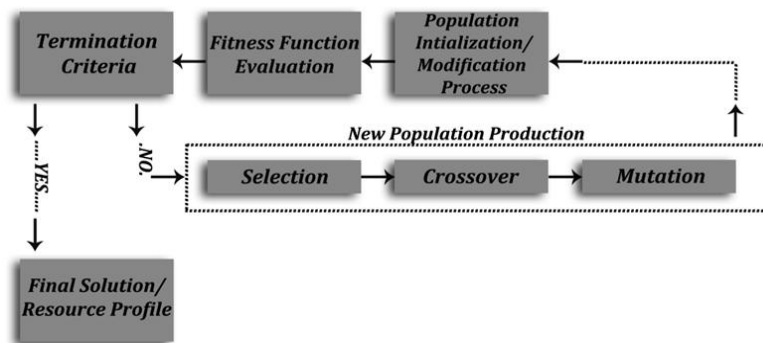 Termination
Criteria
Fitness Function
Evaluation
Population
Intialization/
Modification
Process
...YES......
..NO..
New Population Production
Selection
Crossover
Mutation
Final Solution/
Resource Profile